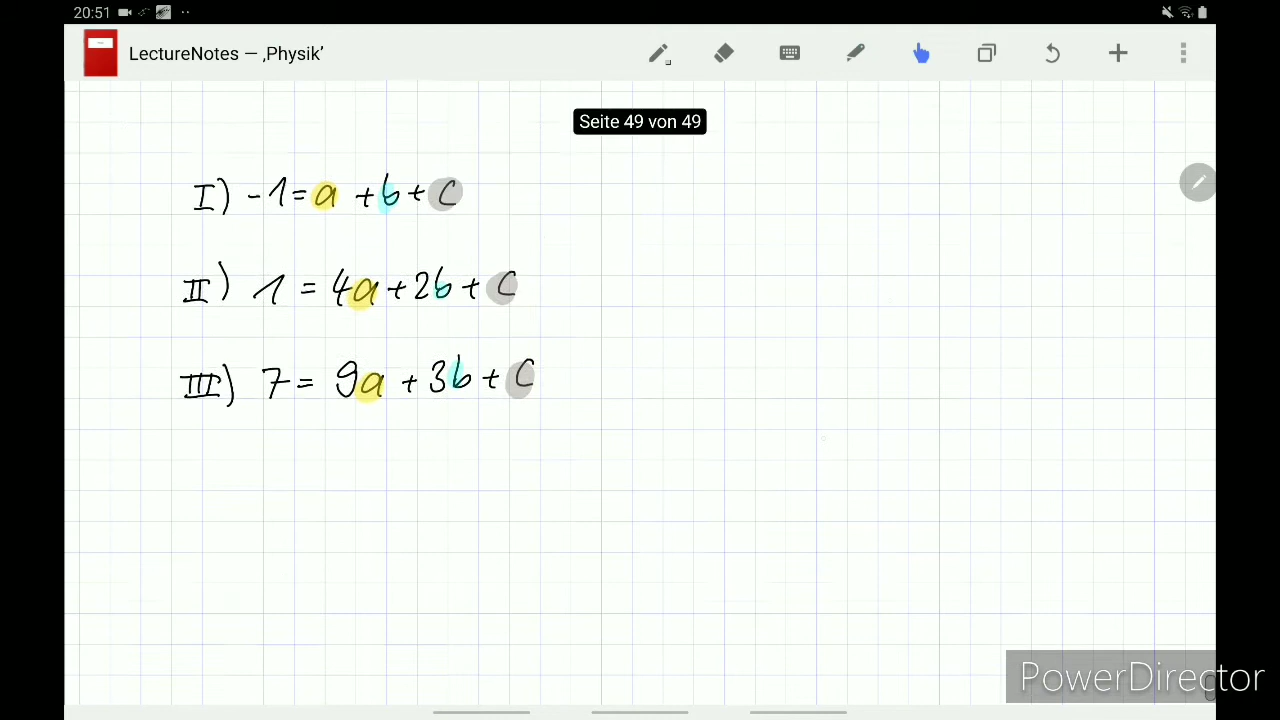 20:51
LectureNotes – ‚Physik’
Seite 49 von 49
I) -1 = a + b + c
II) 1 = 4a + 2b + c
III) 7 = 9a + 3b + c
PowerDirector